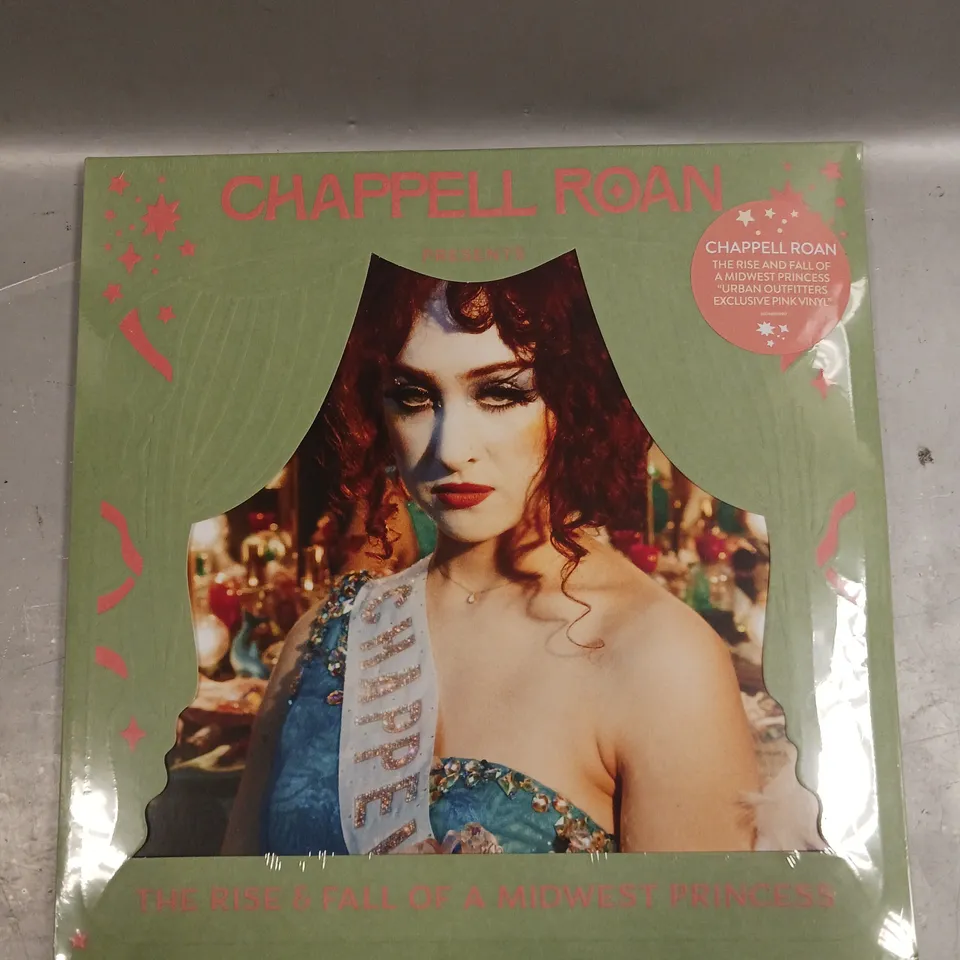 CHAPPELL ROAN
PRESENTS
CHAPPELL ROAN
THE RISE AND FALL OF
A MIDWEST PRINCESS
"URBAN OUTFITTERS
EXCLUSIVE PINK VINYL"
CHAPPEL
THE RISE & FALL OF A MIDWEST PRINCESS